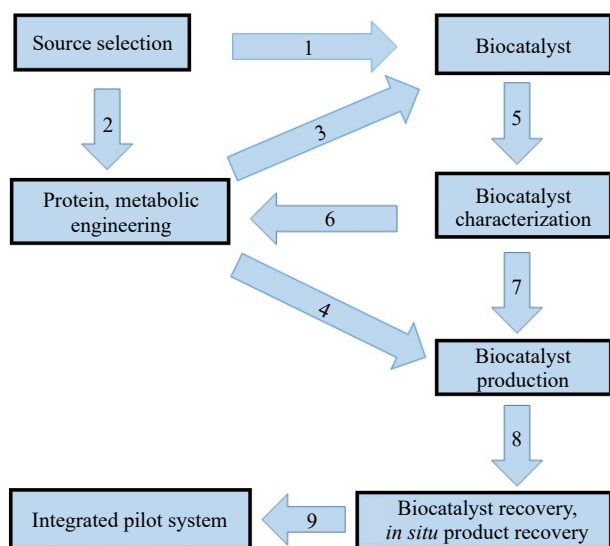 Source selection
1
Biocatalyst
2
3
5
Protein, metabolic
engineering
6
Biocatalyst
characterization
4
7
Biocatalyst
production
8
Integrated pilot system
9
Biocatalyst recovery,
in situ product recovery